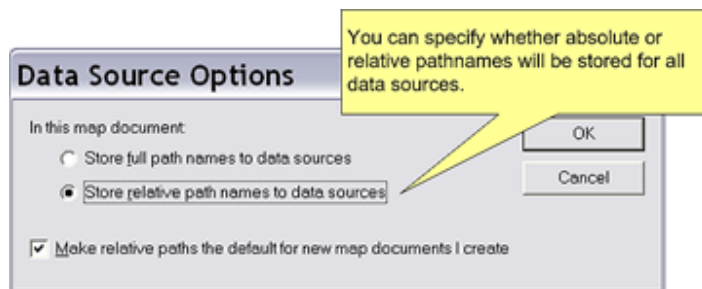 You can specify whether absolute or
relative pathnames will be stored for all
data sources.
Data Source Options
In this map document:
Store full path names to data sources
Store relative path names to data sources
Make relative paths the default for new map documents I create
OK
Cancel